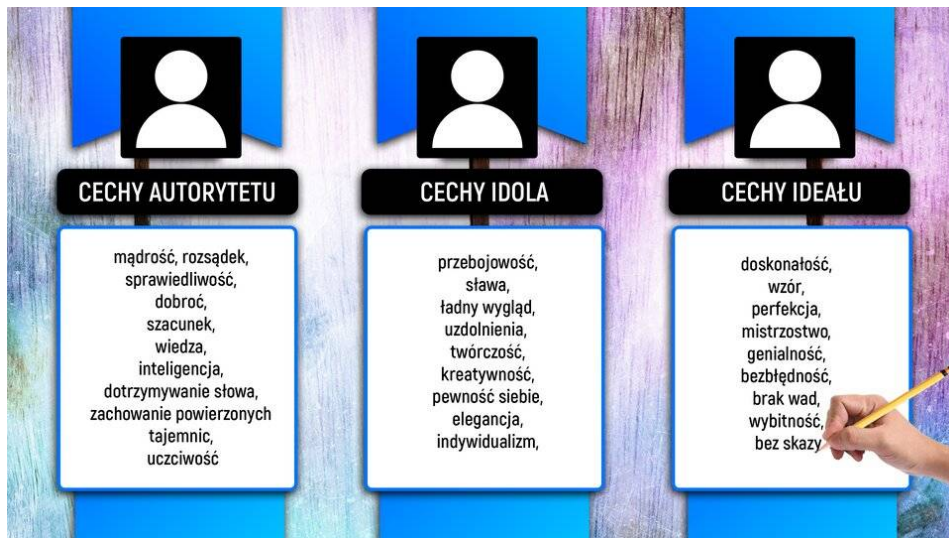 CECHY AUTORYTETU
mądrość, rozsądek,
sprawiedliwość,
dobroć,
szacunek,
wiedza,
inteligencja,
dotrzymywanie słowa,
zachowanie powierzonych
tajemnic,
uczciwość
CECHY IDOLA
przebojowość,
sława,
ładny wygląd,
uzdolnienia,
twórczość,
kreatywność,
pewność siebie,
elegancja,
indywidualizm,
CECHY IDEAŁU
doskonałość,
wzór,
perfekcja,
mistrzostwo,
genialność,
bezbłędność,
brak wad,
wybitność,
bez skazy